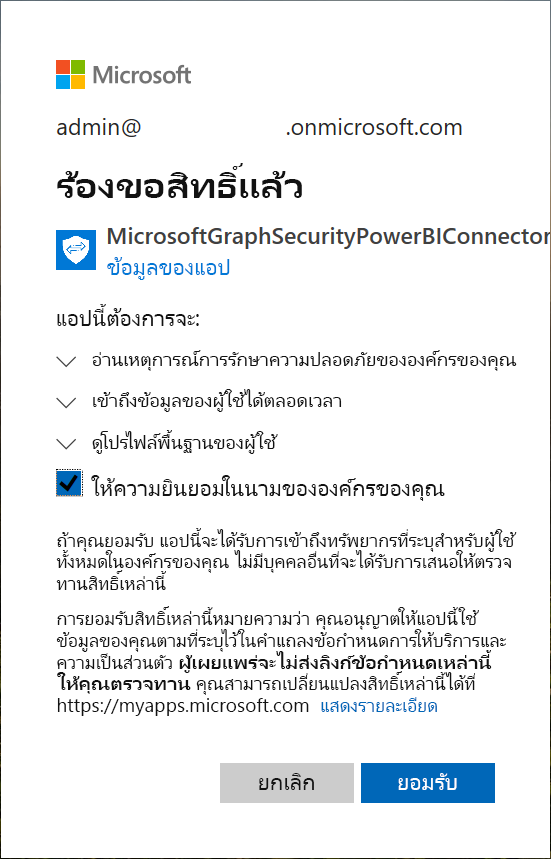 Microsoft
admin@ .onmicrosoft.com
ร้องขอสิทธิ์แล้ว
MicrosoftGraphSecurityPowerBIConnector
ข้อมูลของแอป
แอปนี้ต้องการจะ:
อ่านเหตุการณ์การรักษาความปลอดภัยขององค์กรของคุณ
เข้าถึงข้อมูลของผู้ใช้ได้ตลอดเวลา
ดูโปรไฟล์พื้นฐานของผู้ใช้
ให้ความยินยอมในนามขององค์กรของคุณ
ถ้าคุณยอมรับ แอปนี้จะได้รับการเข้าถึงทรัพยากรที่ระบุสำหรับผู้ใช้
ทั้งหมดในองค์กรของคุณ ไม่มีบุคคลอื่นที่จะได้รับการเสนอให้ตรวจ
ทานสิทธิ์เหล่านี้
การยอมรับสิทธิ์เหล่านี้หมายความว่า คุณอนุญาตให้แอปนี้ใช้
ข้อมูลของคุณตามที่ระบุไว้ในคำแถลงข้อกำหนดการให้บริการและ
ความเป็นส่วนตัว ผู้เผยแพร่จะไม่ส่งลิงก์ข้อกำหนดเหล่านี้
ให้คุณตรวจทาน คุณสามารถเปลี่ยนแปลงสิทธิ์เหล่านี้ได้ที่
https://myapps.microsoft.com แสดงรายละเอียด
ยกเลิก ยอมรับ